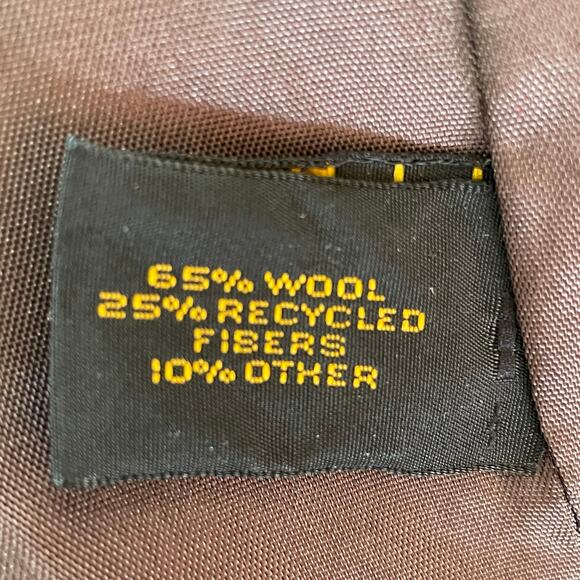 65% WOOL
25% RECYCLED
FIBERS
10% OTHER